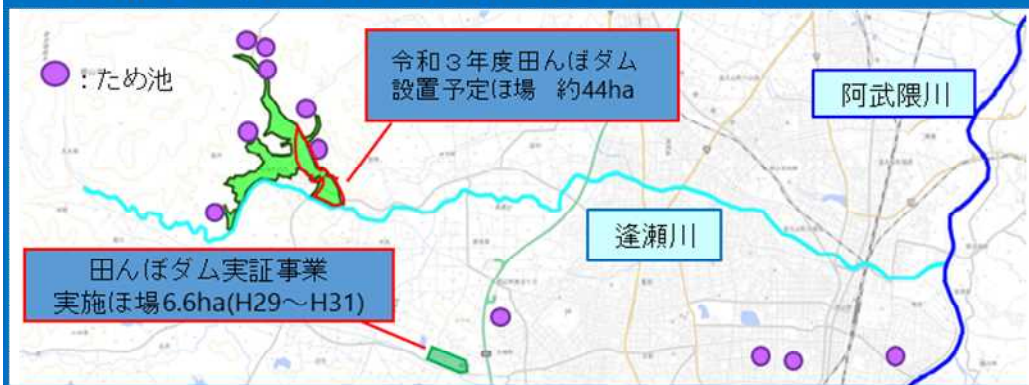 ：ため池
令和３年度田んぼダム
設置予定ほ場　約44ha
阿武隈川
逢瀬川
田んぼダム実証事業
実施ほ場6.6ha(H29～H31)